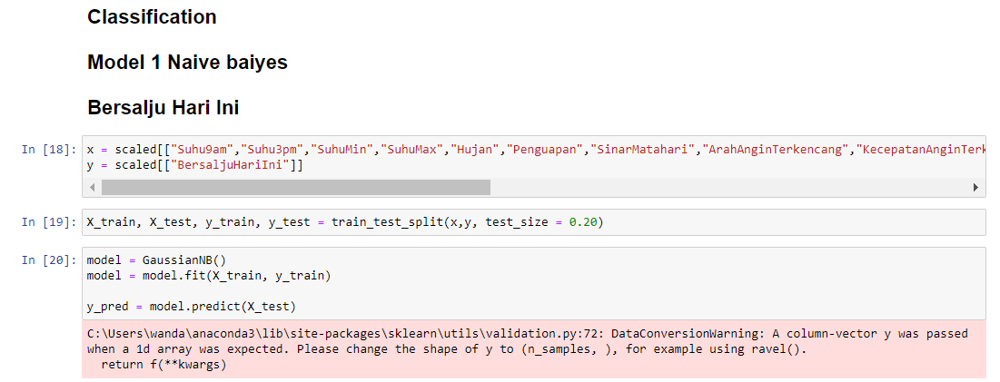 Classification
Model 1 Naive baiyes
Bersalju Hari Ini
In [18]: x = scaled[["Suhu9am","Suhu3pm","SuhuMin","SuhuMax","Hujan","Penguapan","SinarMatahari","ArahAnginTerkencang","KecepatanAnginTerk
y = scaled[["BersaljuHariIni"]]
In [19]: X_train, X_test, y_train, y_test = train_test_split(x,y, test_size = 0.20)
In [20]: model = GaussianNB()
model = model.fit(X_train, y_train)
y_pred = model.predict(X_test)
C:\Users\wanda\anaconda3\lib\site-packages\sklearn\utils\validation.py:72: DataConversionWarning: A column-vector y was passed
when a 1d array was expected. Please change the shape of y to (n_samples, ), for example using ravel().
return f(**kwargs)